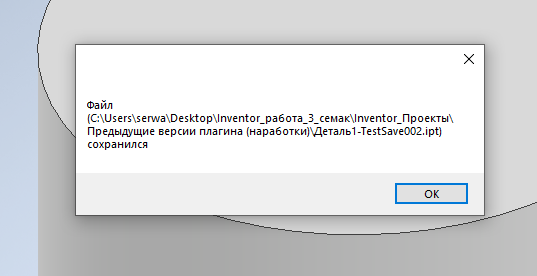 Файл
(C:\Users\serwa\Desktop\Inventor_работа_3_семак\Inventor_Проекты\
Предыдущие версии плагина (наработки)\Деталь1-TestSave002.ipt)
сохранился
OK